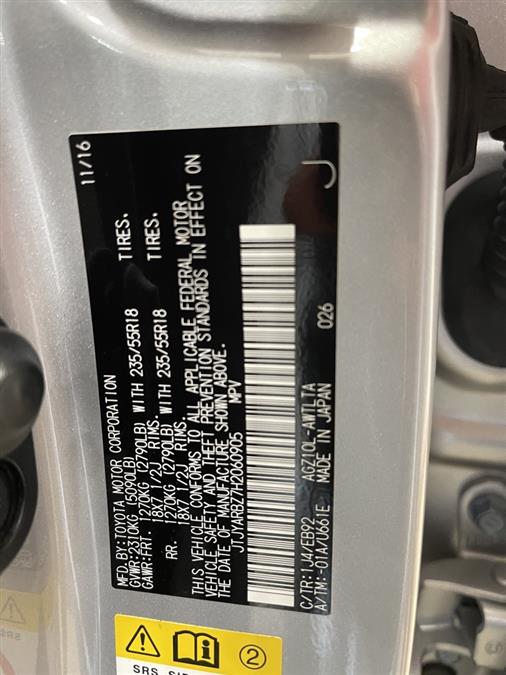 MFD.BY:TOYOTA MOTOR CORPORATION 11/16
GVWR:2310KG (5090LB)
GAWR:FRT. 1270KG (2790LB) WITH 235/55R18 TIRES.
18X7 1/2J RIMS.
RR. 1270KG (2790LB) WITH 235/55R18 TIRES.
18X7 1/2J RIMS.
THIS VEHICLE CONFORMS TO ALL APPLICABLE FEDERAL MOTOR
VEHICLE SAFETY AND THEFT PREVENTION STANDARDS IN EFFECT ON
THE DATE OF MANUFACTURE SHOWN ABOVE.
JTJYARBZ7H2060905 MPV
C/TR:1J4/EB92 AGZ10L-AWTLTA 026 J
A/TM:-01A/U661E MADE IN JAPAN
2
SRS